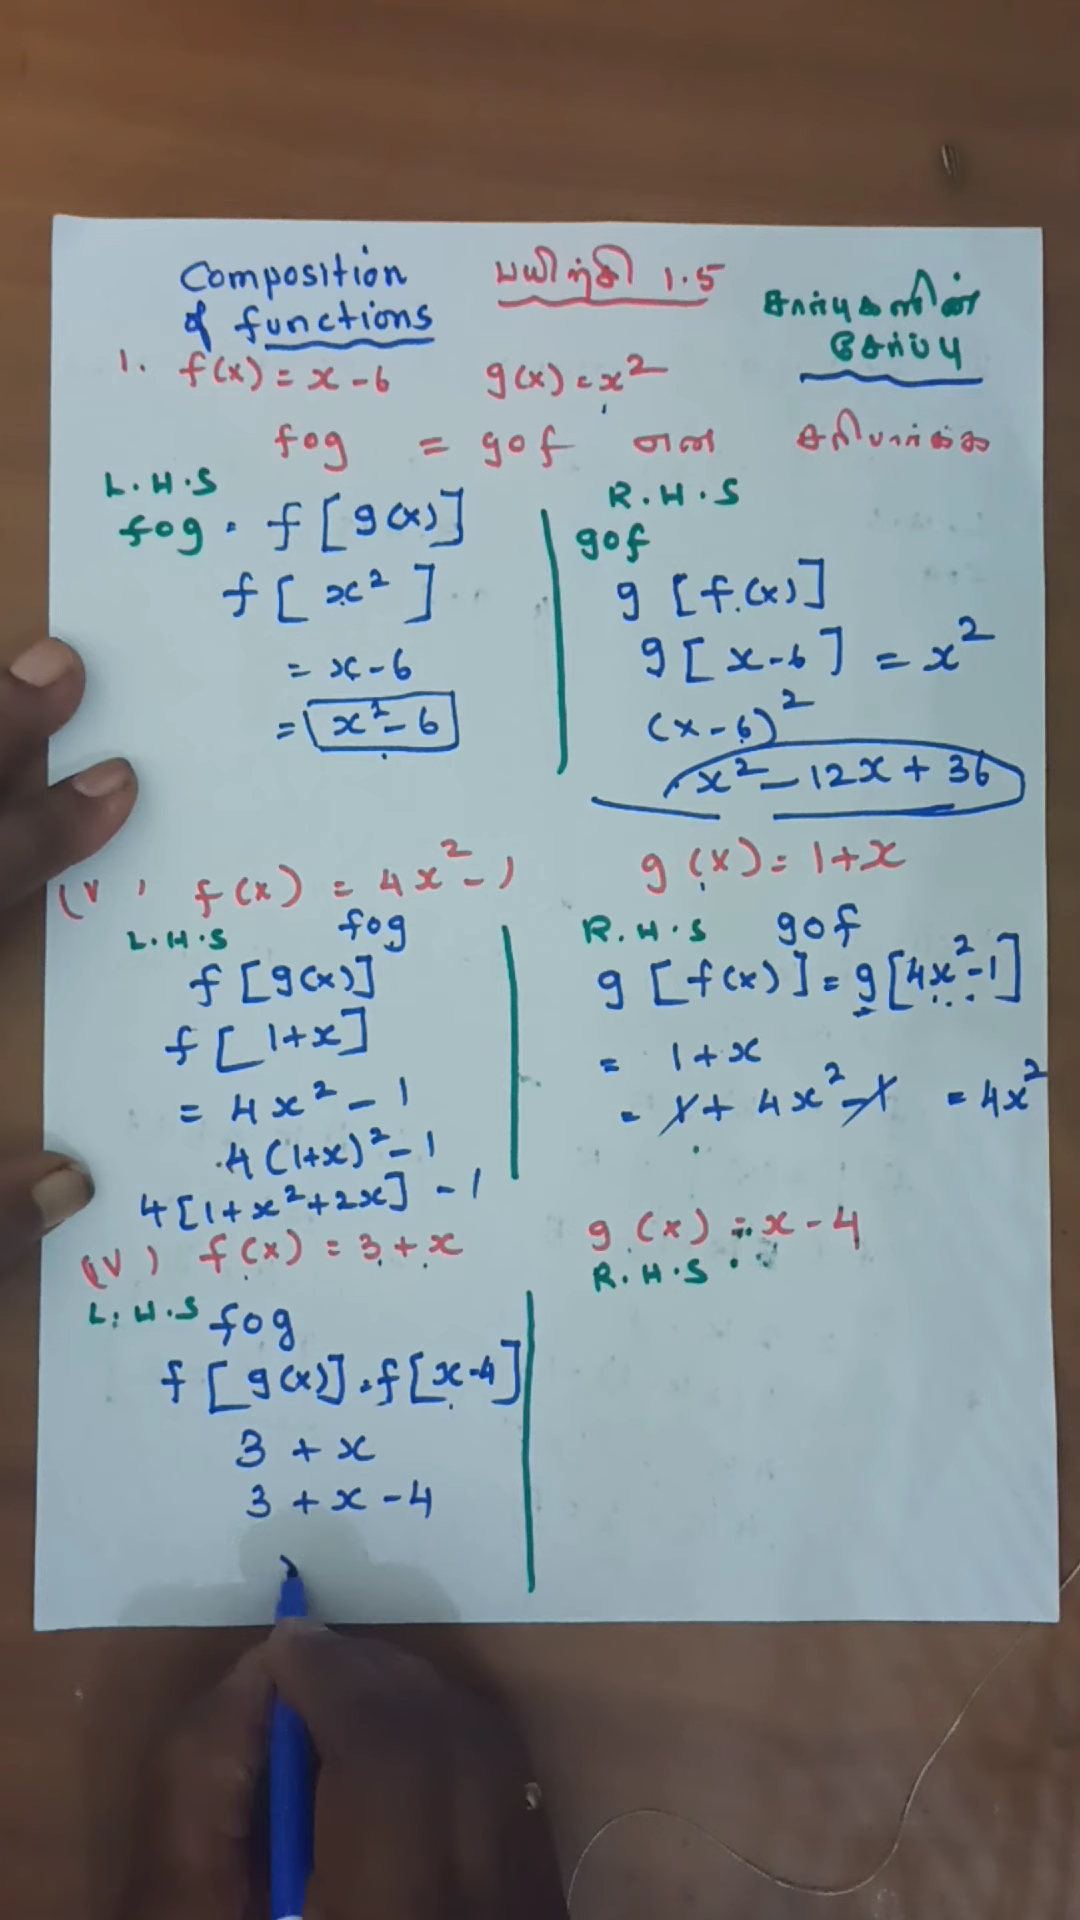 Composition of functions
பயிற்சி 1.5
சார்புகளின் சேர்ப்பு
1. f(x) = x - 6 g(x) = x²
fog = gof என சரிபார்க்க
L.H.S
fog = f[g(x)]
f[x²]
= x - 6
= x² - 6
R.H.S
gof
g[f(x)]
g[x-6] = x²
(x-6)²
x² - 12x + 36
(v) f(x) = 4x² - 1 g(x) = 1+x
L.H.S fog
f[g(x)]
f[1+x]
= 4x² - 1
4(1+x)² - 1
4[1+x²+2x] - 1
R.H.S gof
g[f(x)] = g[4x²-1]
= 1+x
= 1 + 4x² - 1 = 4x²
(iv) f(x) = 3 + x g(x) = x - 4
L.H.S fog
f[g(x)] = f[x-4]
3 + x
3 + x - 4
R.H.S